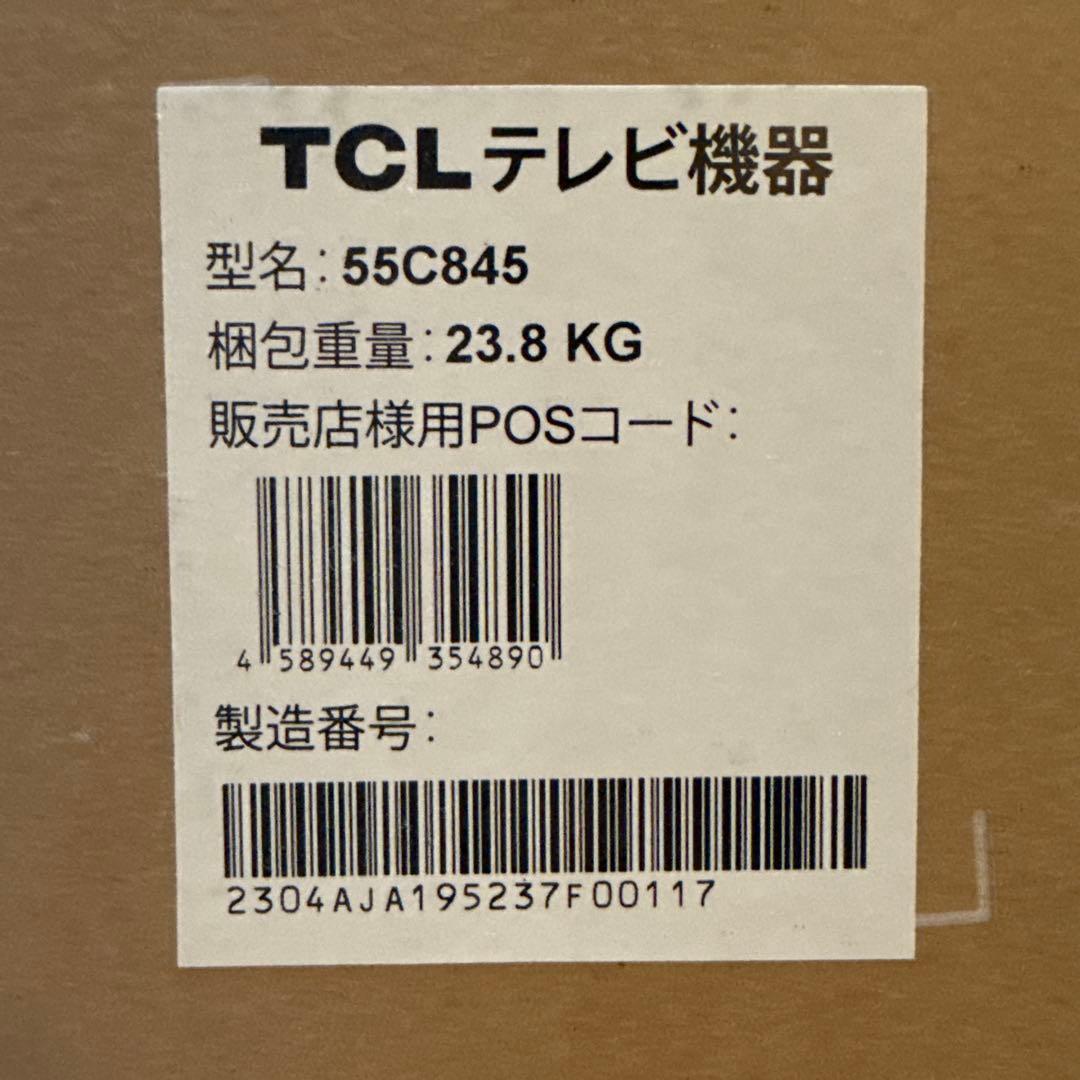 TCLテレビ機器
型名：55C845
梱包重量：23.8 KG
販売店様用POSコード：
4 589449 354890
製造番号：
2304AJA195237F00117